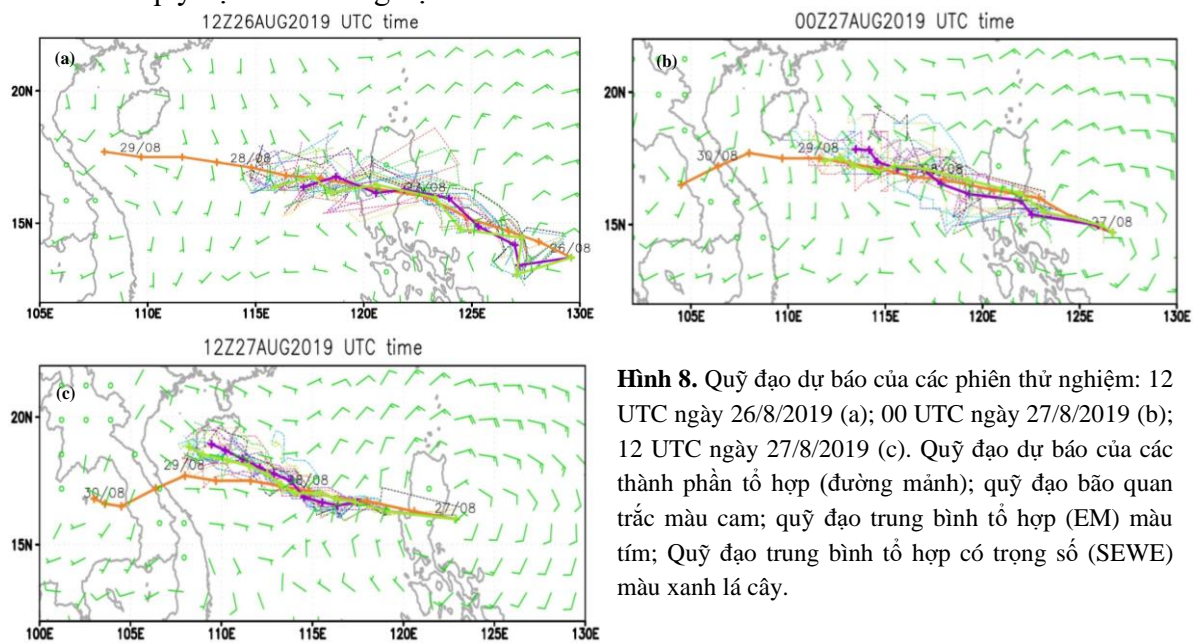 12Z26AUG2019 UTC time
(a)
20N
15N
29/08
28/08
27/08
26/08
105E 110E 115E 120E 125E 130E
00Z27AUG2019 UTC time
(b)
20N
15N
30/08
29/08
28/08
27/08
105E 110E 115E 120E 125E 130E
12Z27AUG2019 UTC time
(c)
20N
15N
30/08
29/08
28/08
27/08
105E 110E 115E 120E 125E 130E
Hình 8. Quỹ đạo dự báo của các phiên thử nghiệm: 12
UTC ngày 26/8/2019 (a); 00 UTC ngày 27/8/2019 (b);
12 UTC ngày 27/8/2019 (c). Quỹ đạo dự báo của các
thành phần tổ hợp (đường mảnh); quỹ đạo bão quan
trắc màu cam; quỹ đạo trung bình tổ hợp (EM) màu
tím; Quỹ đạo trung bình tổ hợp có trọng số (SEWE)
màu xanh lá cây.